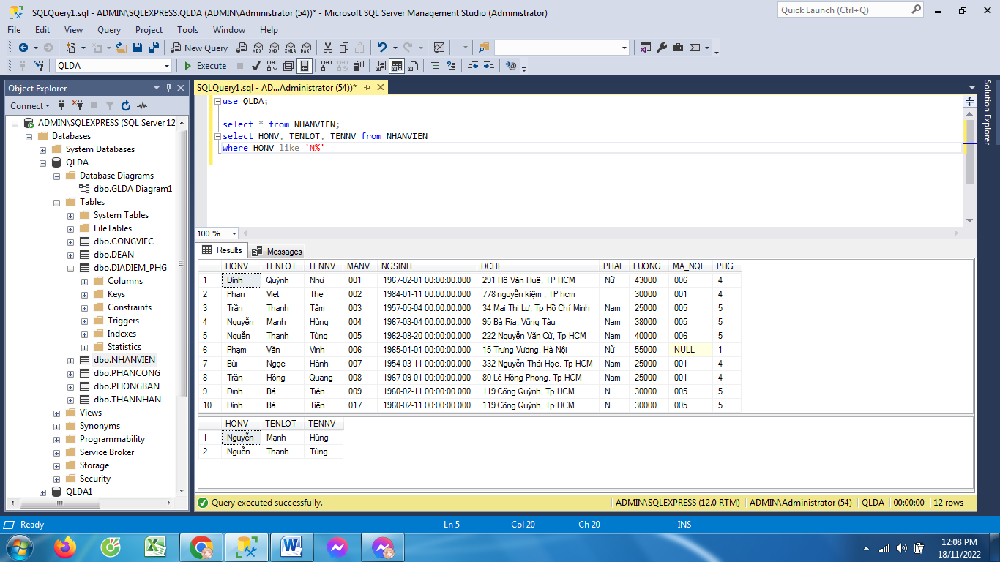 SQLQuery1.sql - ADMIN\SQLEXPRESS.QLDA (ADMIN\Administrator (54))* - Microsoft SQL Server Management Studio (Administrator)
Quick Launch (Ctrl+Q)
File Edit View Query Project Tools Window Help
New Query MDX DMX XMLA DAX
QLDA Execute
Object Explorer
Connect
ADMIN\SQLEXPRESS (SQL Server 12
Databases
System Databases
QLDA
Database Diagrams
dbo.GLDA Diagram1
Tables
System Tables
FileTables
dbo.CONGVIEC
dbo.DEAN
dbo.DIADIEM_PHG
Columns
Keys
Constraints
Triggers
Indexes
Statistics
dbo.NHANVIEN
dbo.PHANCONG
dbo.PHONGBAN
dbo.THANNHAN
Views
Synonyms
Programmability
Service Broker
Storage
Security
QLDA1
SQLQuery1.sql - AD...Administrator (54))*
use QLDA;
select * from NHANVIEN;
select HONV, TENLOT, TENNV from NHANVIEN
where HONV like 'N%'
100 %
Results Messages
HONV TENLOT TENNV MANV NGSINH DCHI PHAI LUONG MA_NQL PHG
1 Đinh Quỳnh Như 001 1967-02-01 00:00:00.000 291 Hồ Văn Huê, TP HCM Nữ 43000 006 4
2 Phan Viet The 002 1984-01-11 00:00:00.000 778 nguyễn kiệm , TP hcm 30000 001 4
3 Trần Thanh Tâm 003 1957-05-04 00:00:00.000 34 Mai Thị Lự, Tp Hồ Chí Minh Nam 25000 005 5
4 Nguyễn Mạnh Hùng 004 1967-03-04 00:00:00.000 95 Bà Rịa, Vũng Tàu Nam 38000 005 5
5 Nguễn Thanh Tùng 005 1962-08-20 00:00:00.000 222 Nguyễn Văn Cừ, Tp HCM Nam 40000 006 5
6 Phạm Văn Vinh 006 1965-01-01 00:00:00.000 15 Trưng Vương, Hà Nội Nữ 55000 NULL 1
7 Bùi Ngọc Hành 007 1954-03-11 00:00:00.000 332 Nguyễn Thái Học, Tp HCM Nam 25000 001 4
8 Trần Hồng Quang 008 1967-09-01 00:00:00.000 80 Lê Hồng Phong, Tp HCM Nam 25000 001 4
9 Đinh Bá Tiên 009 1960-02-11 00:00:00.000 119 Cống Quỳnh, Tp HCM N 30000 005 5
10 Đinh Bá Tiên 017 1960-02-11 00:00:00.000 119 Cống Quỳnh, Tp HCM N 30000 005 5
HONV TENLOT TENNV
1 Nguyễn Mạnh Hùng
2 Nguễn Thanh Tùng
Query executed successfully. ADMIN\SQLEXPRESS (12.0 RTM) ADMIN\Administrator (54) QLDA 00:00:00 12 rows
Solution Explorer
Ready Ln 5 Col 20 Ch 20 INS
12:08 PM
18/11/2022